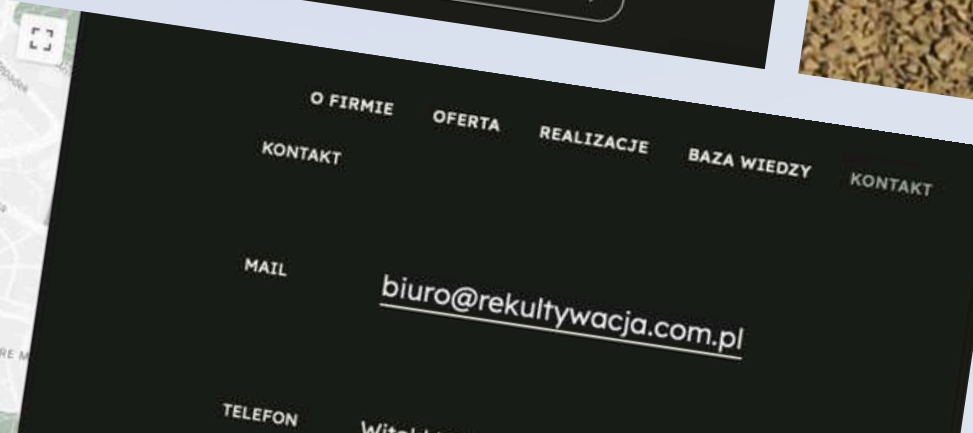 O FIRMIE OFERTA REALIZACJE BAZA WIEDZY KONTAKT
KONTAKT
MAIL
biuro@rekultywacja.com.pl
TELEFON